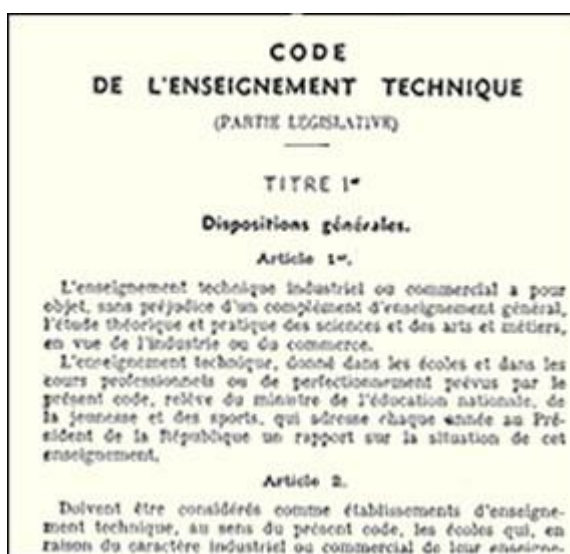 CODE
DE L'ENSEIGNEMENT TECHNIQUE
(PARTIE LEGISLATIVE)
TITRE 1er
Dispositions générales.
Article 1er.
L'enseignement technique industriel ou commercial a pour
objet, sans préjudice d'un complément d'enseignement général,
l'étude théorique et pratique des sciences et des arts et métiers,
en vue de l'industrie ou du commerce.
L'enseignement technique, donné dans les écoles et dans les
cours professionnels ou de perfectionnement prévus par le
présent code, relève du ministre de l'éducation nationale, de
la jeunesse et des sports, qui adresse chaque année au Pré-
sident de la République un rapport sur la situation de cet
enseignement.
Article 2.
Doivent être considérés comme établissements d'enseigne-
ment technique, au sens du présent code, les écoles qui, en
raison du caractère industriel ou commercial de leur enseigne-